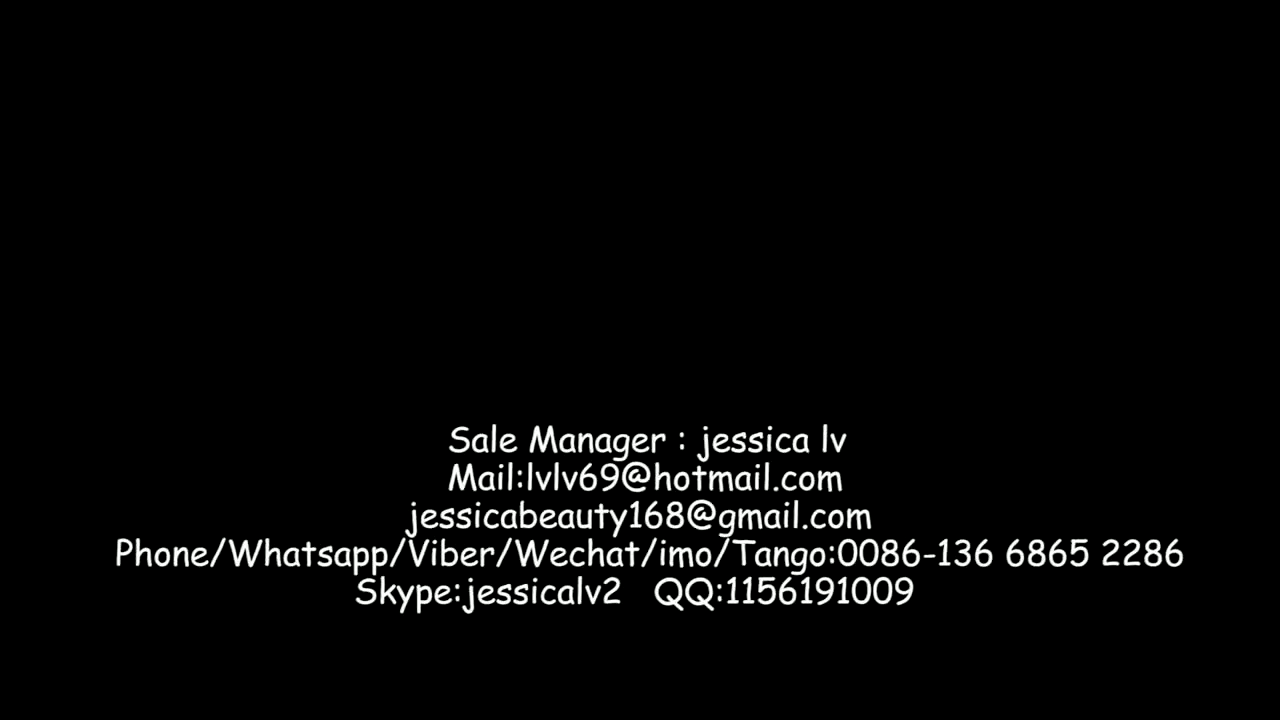 Sale Manager : jessica lv
Mail:lvlv69@hotmail.com
jessicabeauty168@gmail.com
Phone/Whatsapp/Viber/Wechat/imo/Tango:0086-136 6865 2286
Skype:jessicalv2 QQ:1156191009